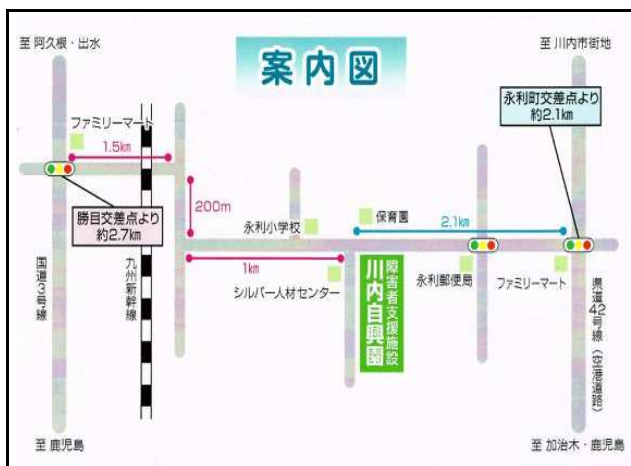 案内図
至 阿久根・出水
至 川内市街地
永利町交差点より
約2.1km
ファミリーマート
1.5km
勝目交差点より
約2.7km
200m
永利小学校
保育園
2.1km
1km
シルバー人材センター
障害者支援施設
川内自興園
永利郵便局
ファミリーマート
国道3号線
九州新幹線
県道42号線(空港道路)
至 鹿児島
至 加治木・鹿児島